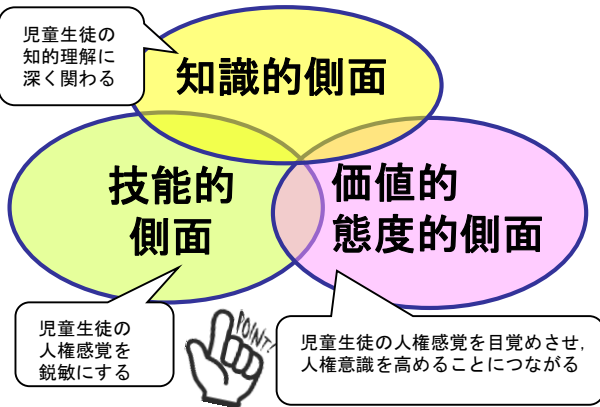 児童生徒の
知的理解に
深く関わる
知識的側面
技能的
側面
価値的
態度的側面
児童生徒の
人権感覚を
鋭敏にする
POINT!
児童生徒の人権感覚を目覚めさせ,
人権意識を高めることにつながる